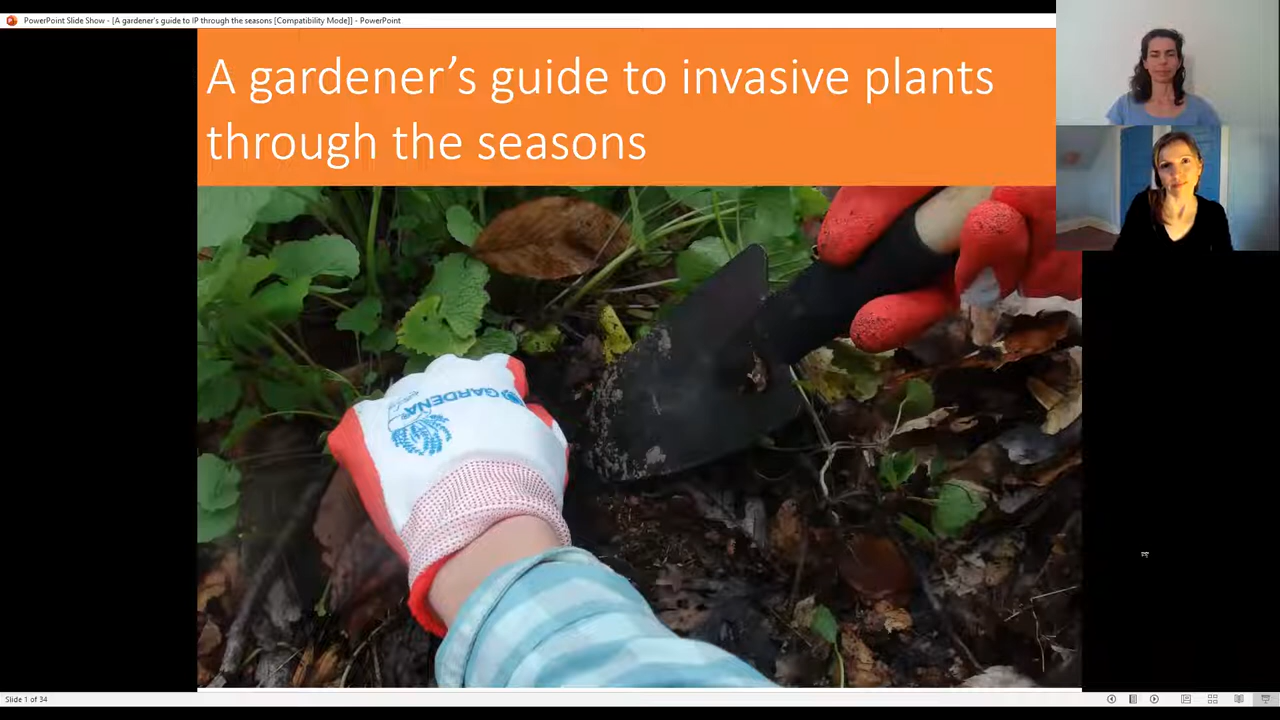 PowerPoint Slide Show - [A gardener's guide to IP through the seasons [Compatibility Mode]] - PowerPoint
A gardener's guide to invasive plants
through the seasons
GARDENA
Slide 1 of 34